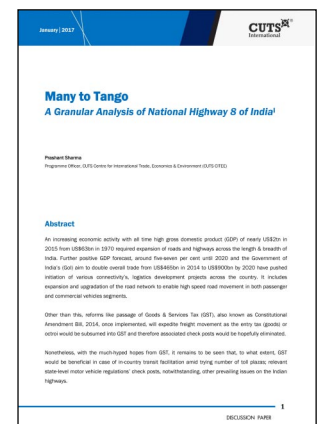 January | 2017
CUTS®
International
Many to Tango
A Granular Analysis of National Highway 8 of India¹
Prashant Sharma
Programme Officer, CUTS Centre for International Trade, Economics & Environment (CUTS CITEE)
Abstract
An increasing economic activity with all time high gross domestic product (GDP) of nearly US$2tn in
2015 from US$63bn in 1970 required expansion of roads and highways across the length & breadth of
India. Further positive GDP forecast, around five-seven per cent until 2020 and the Government of
India's (GoI) aim to double overall trade from US$465bn in 2014 to US$900bn by 2020 have pushed
initiation of various connectivity's, logistics development projects across the country. It includes
expansion and upgradation of the road network to enable high speed road movement in both passenger
and commercial vehicles segments.
Other than this, reforms like passage of Goods & Services Tax (GST), also known as Constitutional
Amendment Bill, 2014, once implemented, will expedite freight movement as the entry tax (goods) or
octroi would be subsumed into GST and therefore associated check posts would be hopefully eliminated.
Nonetheless, with the much-hyped hopes from GST, it remains to be seen that, to what extent, GST
would be beneficial in case of in-country transit facilitation amid trying number of toll plazas; relevant
state-level motor vehicle regulations' check posts, notwithstanding, other prevailing issues on the Indian
highways.
1
DISCUSSION PAPER